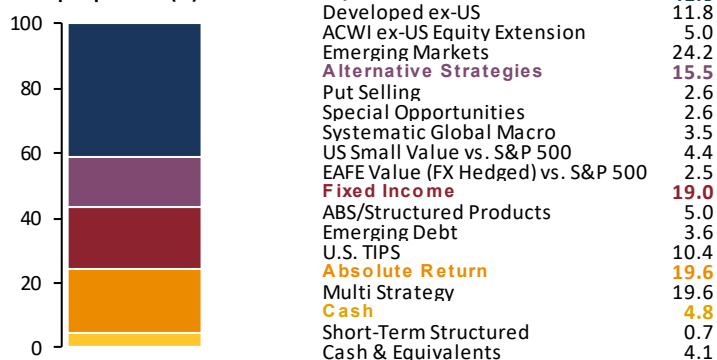 100
80
60
40
20
0
Developed ex-US 11.8
ACWI ex-US Equity Extension 5.0
Emerging Markets 24.2
Alternative Strategies 15.5
Put Selling 2.6
Special Opportunities 2.6
Systematic Global Macro 3.5
US Small Value vs. S&P 500 4.4
EAFE Value (FX Hedged) vs. S&P 500 2.5
Fixed Income 19.0
ABS/Structured Products 5.0
Emerging Debt 3.6
U.S. TIPS 10.4
Absolute Return 19.6
Multi Strategy 19.6
Cash 4.8
Short-Term Structured 0.7
Cash & Equivalents 4.1